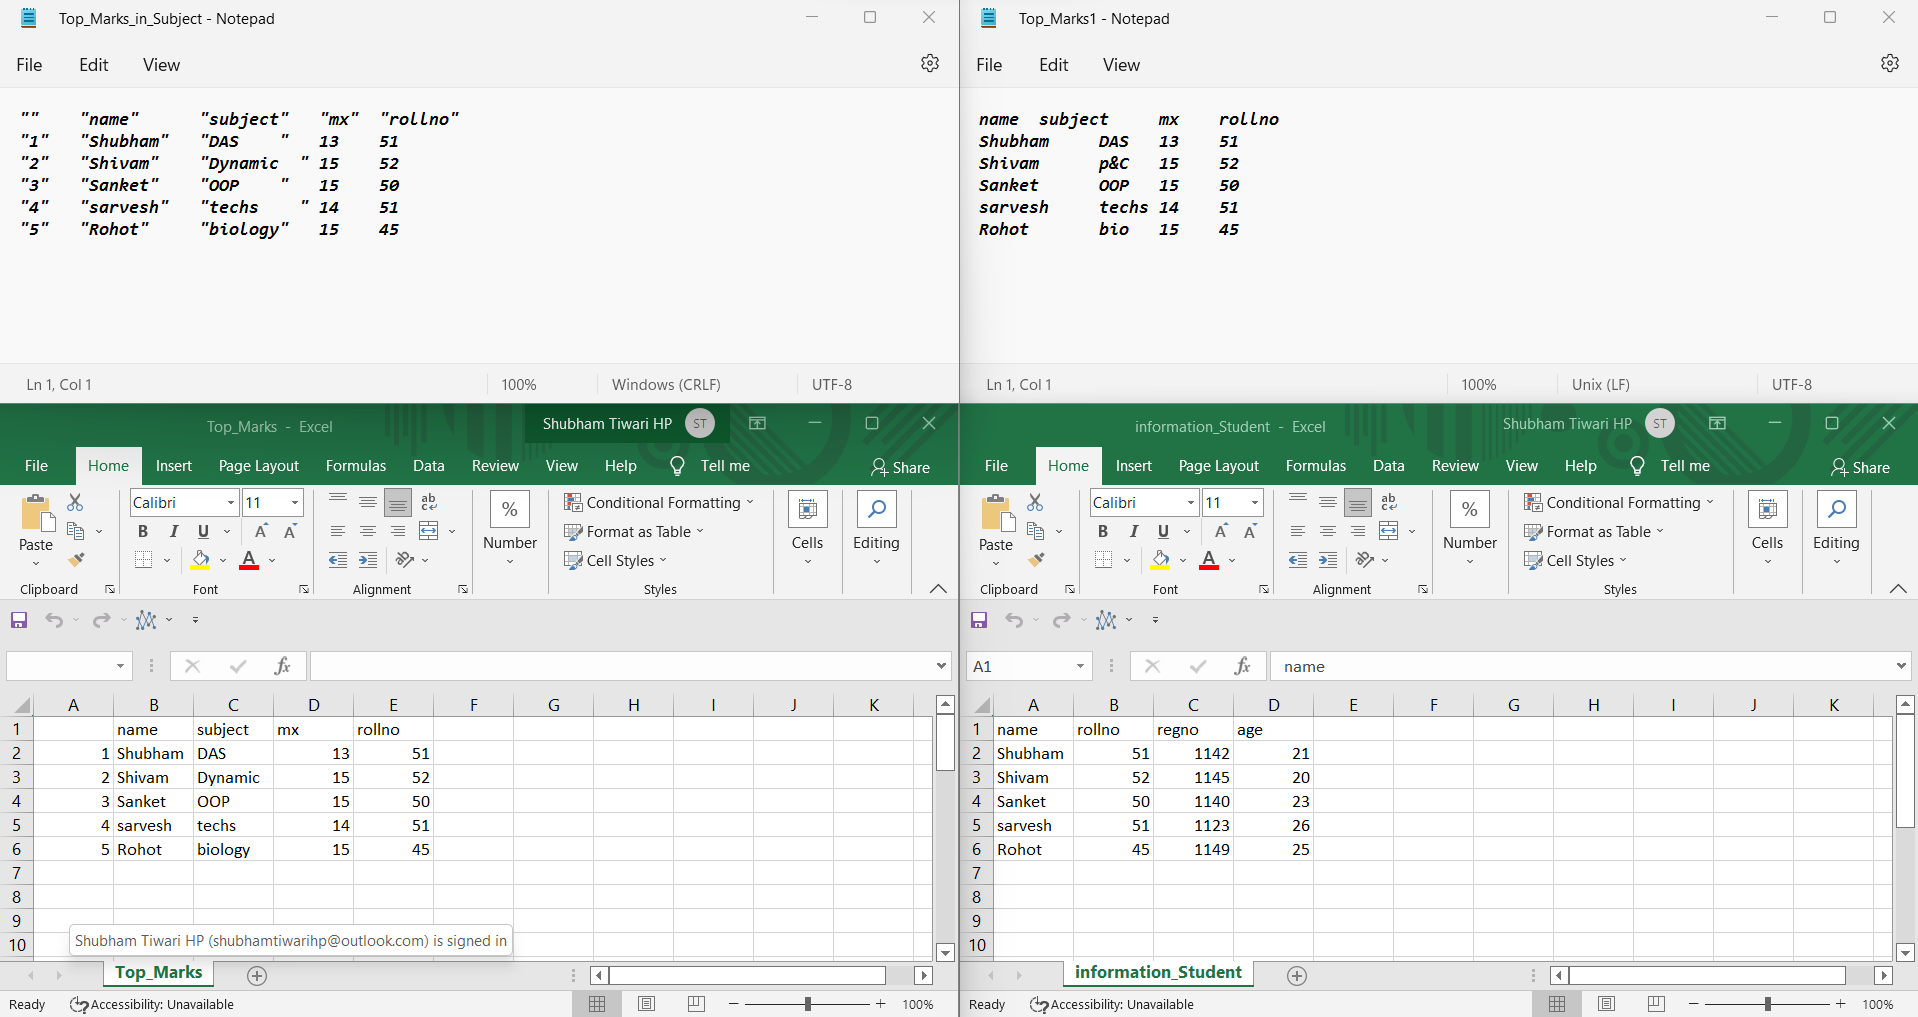 Top_Marks_in_Subject - Notepad
File Edit View
"" "name" "subject" "mx" "rollno"
"1" "Shubham" "DAS " 13 51
"2" "Shivam" "Dynamic " 15 52
"3" "Sanket" "OOP " 15 50
"4" "sarvesh" "techs " 14 51
"5" "Rohot" "biology" 15 45
Ln 1, Col 1 100% Windows (CRLF) UTF-8
Top_Marks1 - Notepad
File Edit View
name subject mx rollno
Shubham DAS 13 51
Shivam p&C 15 52
Sanket OOP 15 50
sarvesh techs 14 51
Rohot bio 15 45
Ln 1, Col 1 100% Unix (LF) UTF-8
Top_Marks - Excel Shubham Tiwari HP ST
File Home Insert Page Layout Formulas Data Review View Help Tell me Share
Calibri 11 ab % Conditional Formatting
B I U A A Format as Table
Paste Number Cells Editing
A Cell Styles
Clipboard Font Alignment Styles
fx
A B C D E F G H I J K
1 name subject mx rollno
2 1 Shubham DAS 13 51
3 2 Shivam Dynamic 15 52
4 3 Sanket OOP 15 50
5 4 sarvesh techs 14 51
6 5 Rohot biology 15 45
7
8
9
10
Shubham Tiwari HP (shubhamtiwarihp@outlook.com) is signed in
Top_Marks
Ready Accessibility: Unavailable 100%
information_Student - Excel Shubham Tiwari HP ST
File Home Insert Page Layout Formulas Data Review View Help Tell me Share
Calibri 11 ab % Conditional Formatting
B I U A A Format as Table
Paste Number Cells Editing
A Cell Styles
Clipboard Font Alignment Styles
A1 fx name
A B C D E F G H I J K
1 name rollno regno age
2 Shubham 51 1142 21
3 Shivam 52 1145 20
4 Sanket 50 1140 23
5 sarvesh 51 1123 26
6 Rohot 45 1149 25
7
8
9
10
information_Student
Ready Accessibility: Unavailable 100%